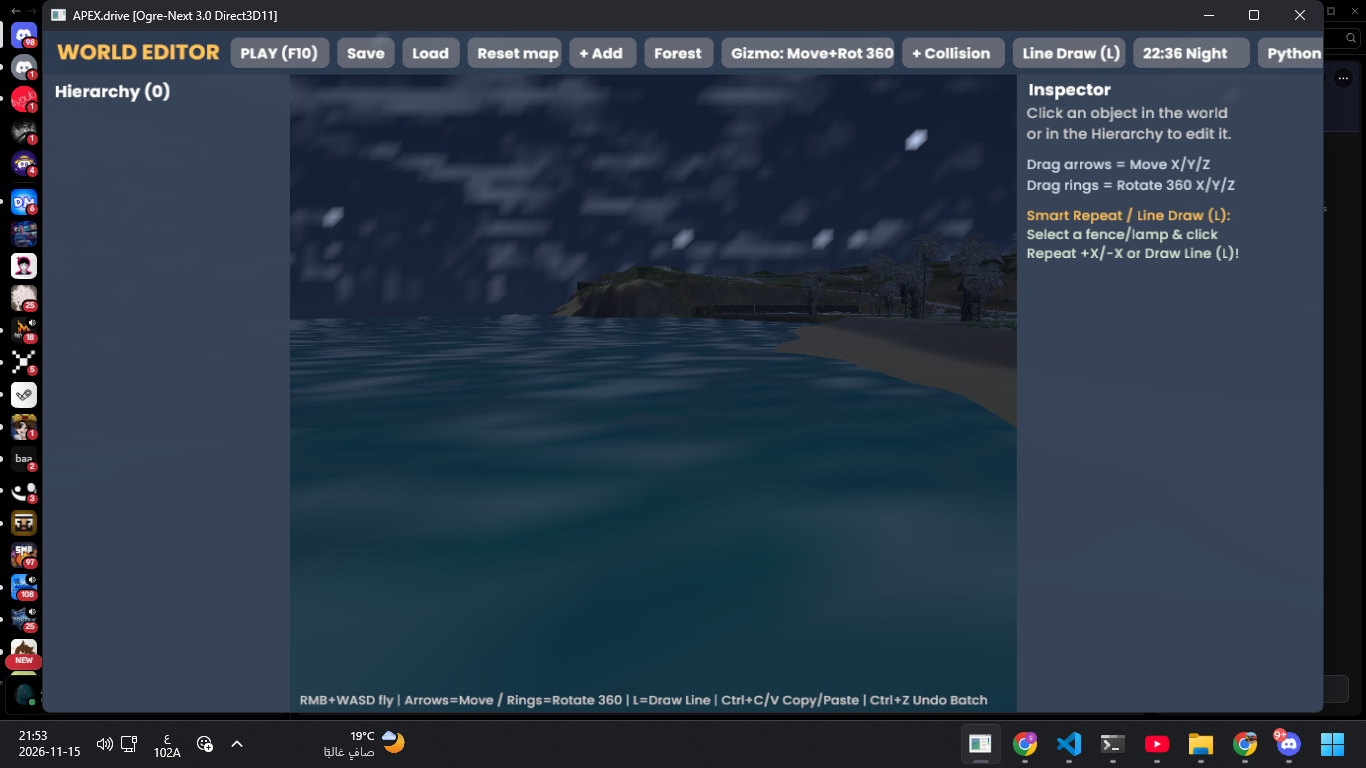 APEX.drive [Ogre-Next 3.0 Direct3D11]
WORLD EDITOR
PLAY (F10)
Save
Load
Reset map
+ Add
Forest
Gizmo: Move+Rot 360
+ Collision
Line Draw (L)
22:36 Night
Python
Hierarchy (0)
Inspector
Click an object in the world
or in the Hierarchy to edit it.
Drag arrows = Move X/Y/Z
Drag rings = Rotate 360 X/Y/Z
Smart Repeat / Line Draw (L):
Select a fence/lamp & click
Repeat +X/-X or Draw Line (L)!
RMB+WASD fly | Arrows=Move / Rings=Rotate 360 | L=Draw Line | Ctrl+C/V Copy/Paste | Ctrl+Z Undo Batch
98
1
1
1
4
DM
6
25
18
5
1
baa
2
3
SMP
97
108
25
NEW
21:53
2026-11-15
ع
102A
19°C
صافٍ غالبًا
9+